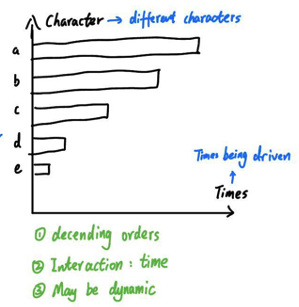 Character → different characters
a
b
c
d
e
Times being driven
Times
① decending orders
② Interaction : time
③ May be dynamic